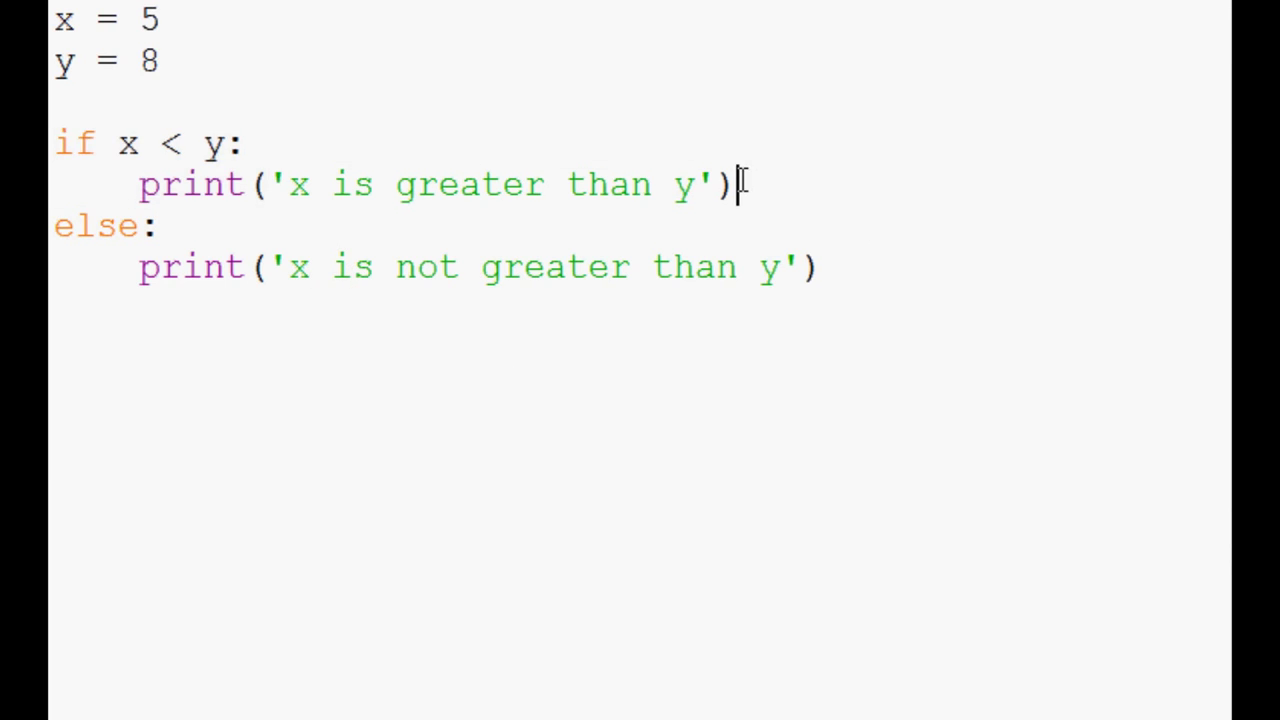 x = 5
y = 8
if x < y:
    print('x is greater than y')
else:
    print('x is not greater than y')